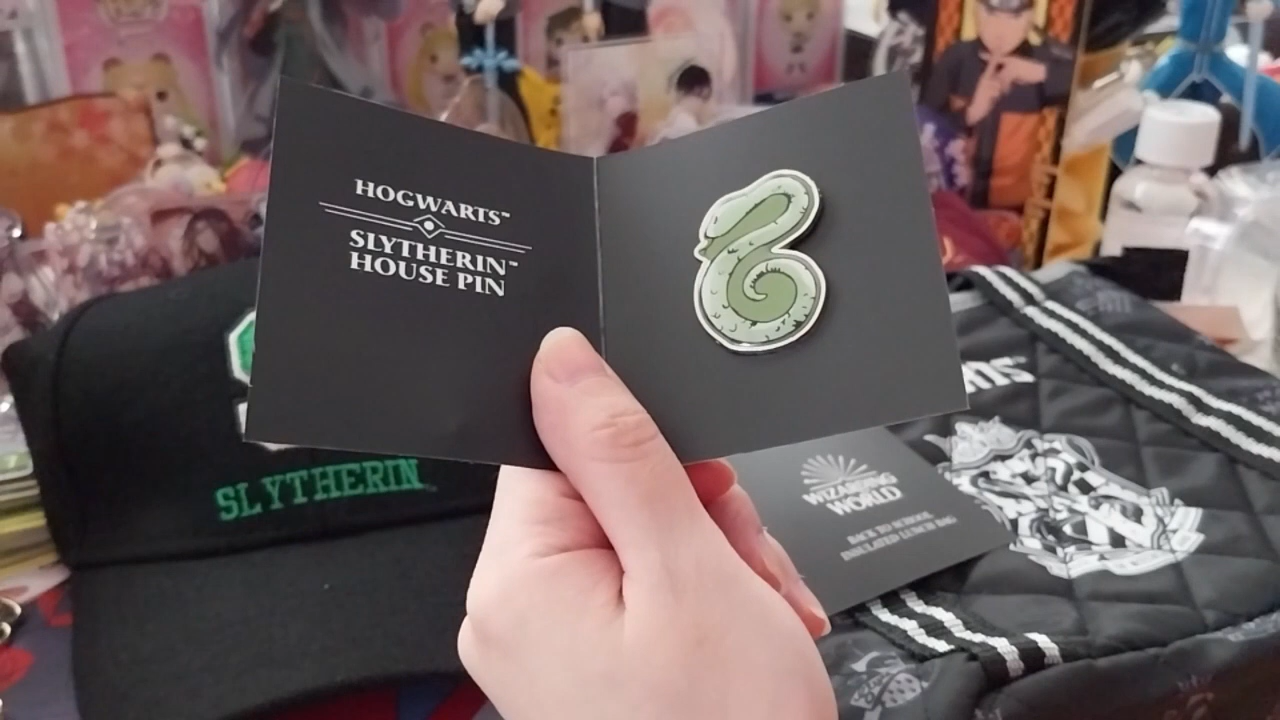 HOGWARTS™
SLYTHERIN™
HOUSE PIN
SLYTHERIN
WIZARDING
WORLD
BACK TO SCHOOL
INSULATED LUNCH BAG